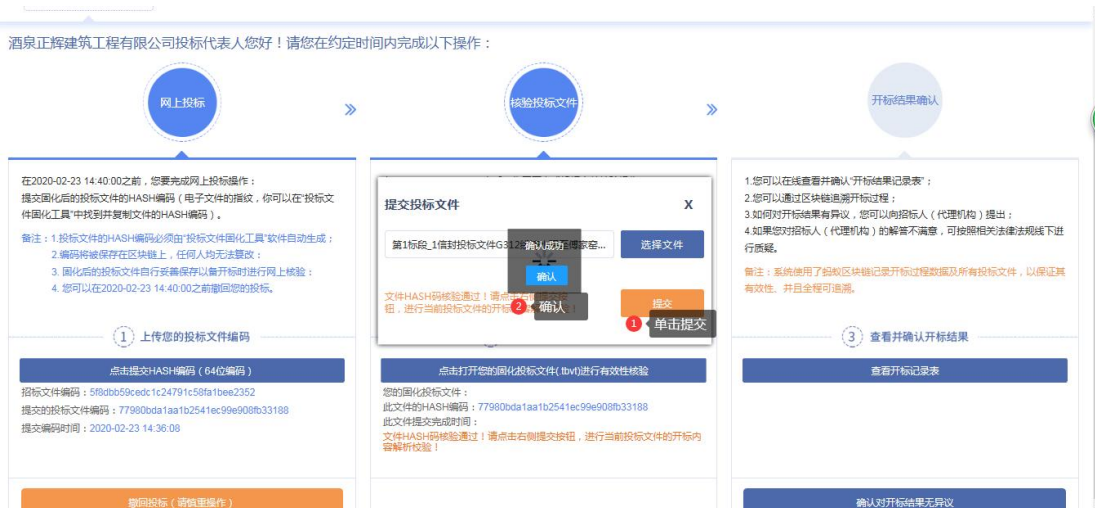 酒泉正辉建筑工程有限公司投标代表人您好！请您在约定时间内完成以下操作：
网上投标
核验投标文件
开标结果确认
在2020-02-23 14:40:00之前，您要完成网上投标操作：
提交固化后的投标文件的HASH编码（电子文件的指纹，你可以在“投标文
件固化工具”中找到并复制文件的HASH编码）。
备注：1.投标文件的HASH编码必须由“投标文件固化工具”软件自动生成；
2.编码将被保存在区块链上，任何人均无法篡改；
3. 固化后的投标文件自行妥善保存以备开标时进行网上核验；
4. 您可以在2020-02-23 14:40:00之前撤回您的投标。
1 上传您的投标文件编码
点击提交HASH编码（64位编码）
招标文件编码：5f8dbb59cedc1c24791c58fa1bee2352
提交的投标文件编码：77980bda1aa1b2541ec99e908fb33188
提交编码时间：2020-02-23 14:36:08
撤回投标（请慎重操作）
提交投标文件
X
第1标段_1信封投标文件G312
傅家窑...
选择文件
确认成功
确认
文件HASH码核验通过！请点击右侧提交按
钮，进行当前投标文件的开标
提交
2 确认
1 单击提交
点击打开您的固化投标文件(.tbvt)进行有效性核验
您的固化投标文件：
此文件的HASH编码：77980bda1aa1b2541ec99e908fb33188
此文件提交完成时间：
文件HASH码核验通过！请点击右侧提交按钮，进行当前投标文件的开标内
容解析校验！
1.您可以在线查看并确认“开标结果记录表”；
2.您可以通过区块链追溯开标过程；
3.如何对开标结果有异议，您可以向招标人（代理机构）提出；
4.如果您对招标人（代理机构）的解答不满意，可按照相关法律法规线下进
行质疑。
备注：系统使用了蚂蚁区块链记录开标过程数据及所有投标文件，以保证其
有效性、并且全程可追溯。
3 查看并确认开标结果
查看开标记录表
确认对开标结果无异议